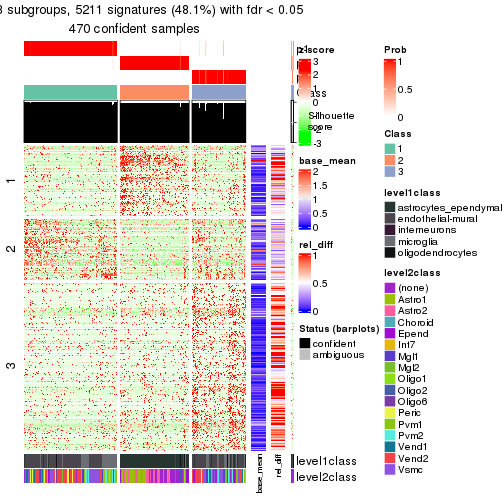 3 subgroups, 5211 signatures (48.1%) with fdr < 0.05
470 confident samples
z-score
3
2
1
0
-3
Class
Silhouette
score
1
2
3
base_mean
2
1.5
1
0.5
0
rel_diff
1
0.5
0
Status (barplots)
confident
ambiguous
Prob
1
0.5
0
Class
1
2
3
level1class
astrocytes_ependymal
endothelial-mural
interneurons
microglia
oligodendrocytes
level2class
(none)
Astro1
Astro2
Choroid
Epend
Int7
Mgl1
Mgl2
Oligo1
Oligo2
Oligo6
Peric
Pvm1
Pvm2
Vend1
Vend2
Vsmc
level1class
level2class
base_mean
rel_diff